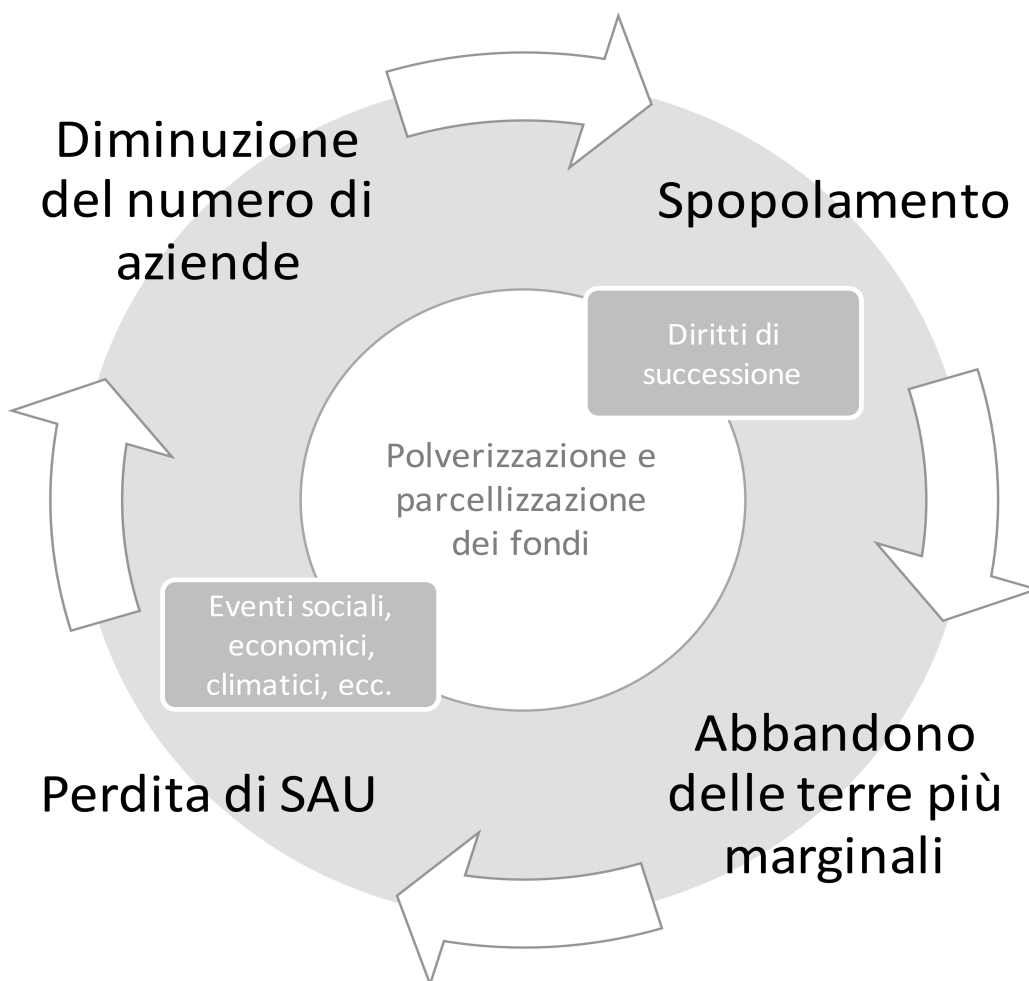 Diminuzione
del numero di
aziende
Spopolamento
Diritti di
successione
Polverizzazione e
parcellizzazione
dei fondi
Eventi sociali,
economici,
climatici, ecc.
Perdita di SAU
Abbandono
delle terre più
marginali